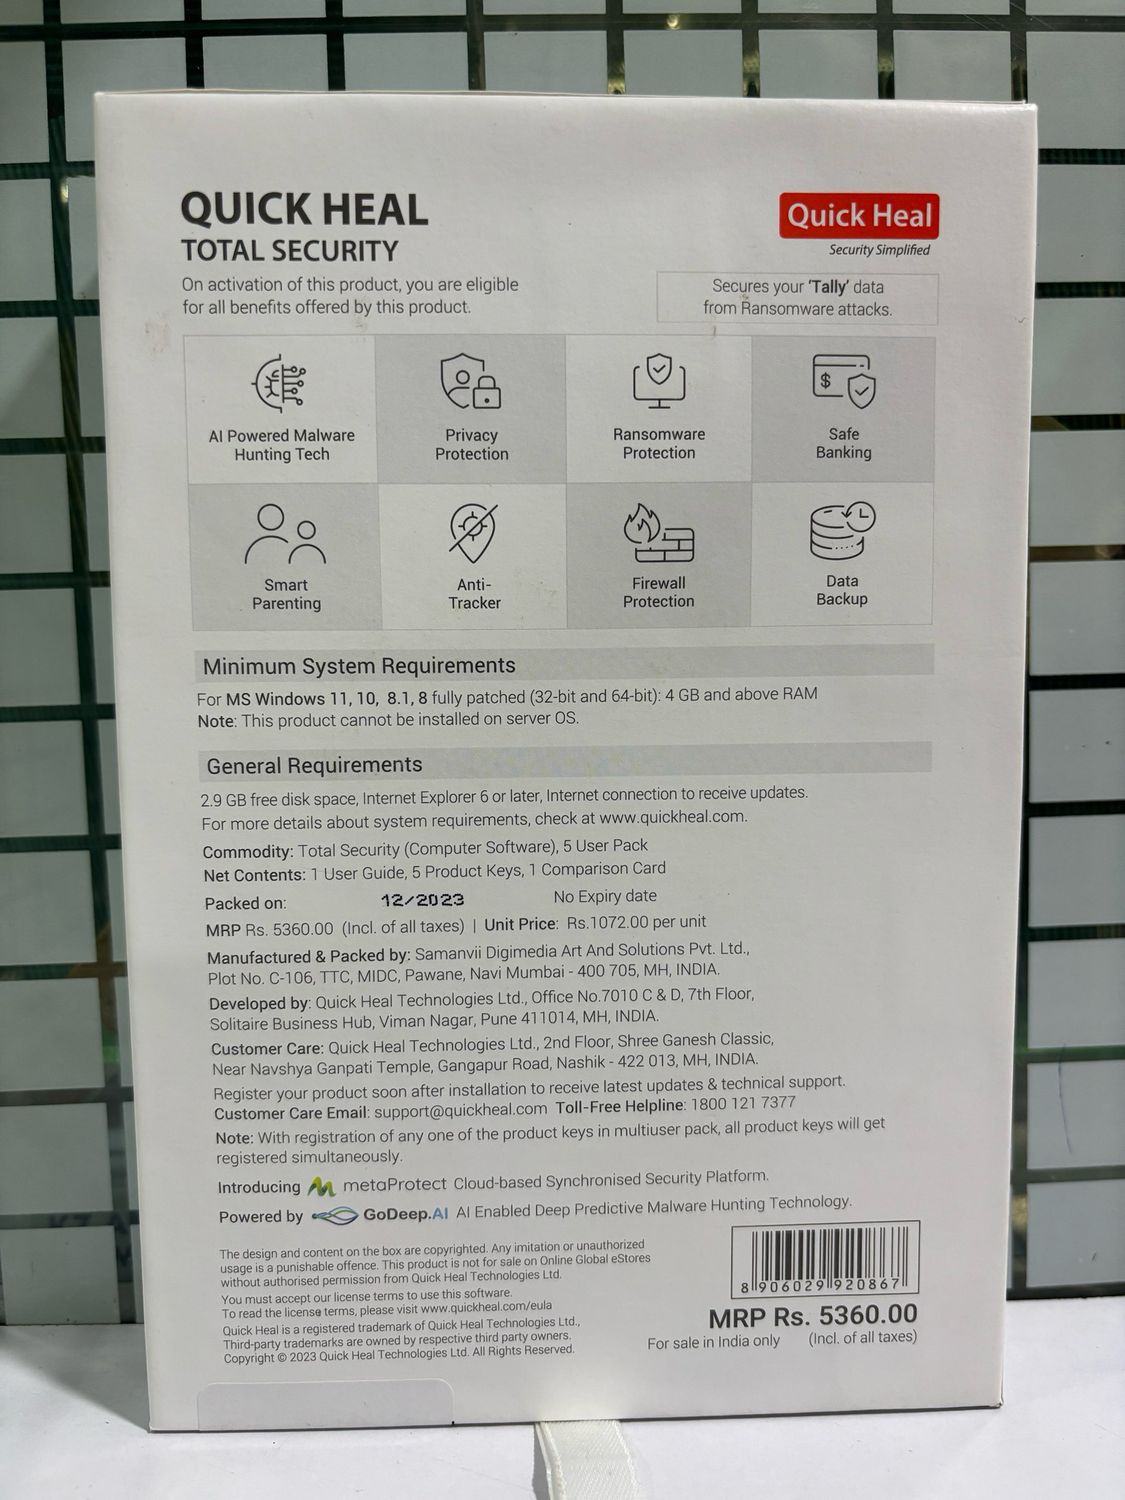 QUICK HEAL
TOTAL SECURITY
Quick Heal
Security Simplified
On activation of this product, you are eligible
for all benefits offered by this product.
Secures your 'Tally' data
from Ransomware attacks.
AI Powered Malware
Hunting Tech
Privacy
Protection
Ransomware
Protection
Safe
Banking
Smart
Parenting
Anti-
Tracker
Firewall
Protection
Data
Backup
Minimum System Requirements
For MS Windows 11, 10, 8.1, 8 fully patched (32-bit and 64-bit): 4 GB and above RAM
Note: This product cannot be installed on server OS.
General Requirements
2.9 GB free disk space, Internet Explorer 6 or later, Internet connection to receive updates.
For more details about system requirements, check at www.quickheal.com.
Commodity: Total Security (Computer Software), 5 User Pack
Net Contents: 1 User Guide, 5 Product Keys, 1 Comparison Card
Packed on: 12/2023 No Expiry date
MRP Rs. 5360.00 (Incl. of all taxes) | Unit Price: Rs.1072.00 per unit
Manufactured & Packed by: Samanvii Digimedia Art And Solutions Pvt. Ltd.,
Plot No. C-106, TTC, MIDC, Pawane, Navi Mumbai - 400 705, MH, INDIA.
Developed by: Quick Heal Technologies Ltd., Office No.7010 C & D, 7th Floor,
Solitaire Business Hub, Viman Nagar, Pune 411014, MH, INDIA.
Customer Care: Quick Heal Technologies Ltd., 2nd Floor, Shree Ganesh Classic,
Near Navshya Ganpati Temple, Gangapur Road, Nashik - 422 013, MH, INDIA.
Register your product soon after installation to receive latest updates & technical support.
Customer Care Email: support@quickheal.com Toll-Free Helpline: 1800 121 7377
Note: With registration of any one of the product keys in multiuser pack, all product keys will get
registered simultaneously.
Introducing metaProtect Cloud-based Synchronised Security Platform.
Powered by GoDeep.AI AI Enabled Deep Predictive Malware Hunting Technology.
The design and content on the box are copyrighted. Any imitation or unauthorized
usage is a punishable offence. This product is not for sale on Online Global eStores
without authorised permission from Quick Heal Technologies Ltd.
You must accept our license terms to use this software.
To read the license terms, please visit www.quickheal.com/eula
Quick Heal is a registered trademark of Quick Heal Technologies Ltd.,
Third-party trademarks are owned by respective third party owners.
Copyright © 2023 Quick Heal Technologies Ltd. All Rights Reserved.
8 906029 920867
MRP Rs. 5360.00
For sale in India only (Incl. of all taxes)